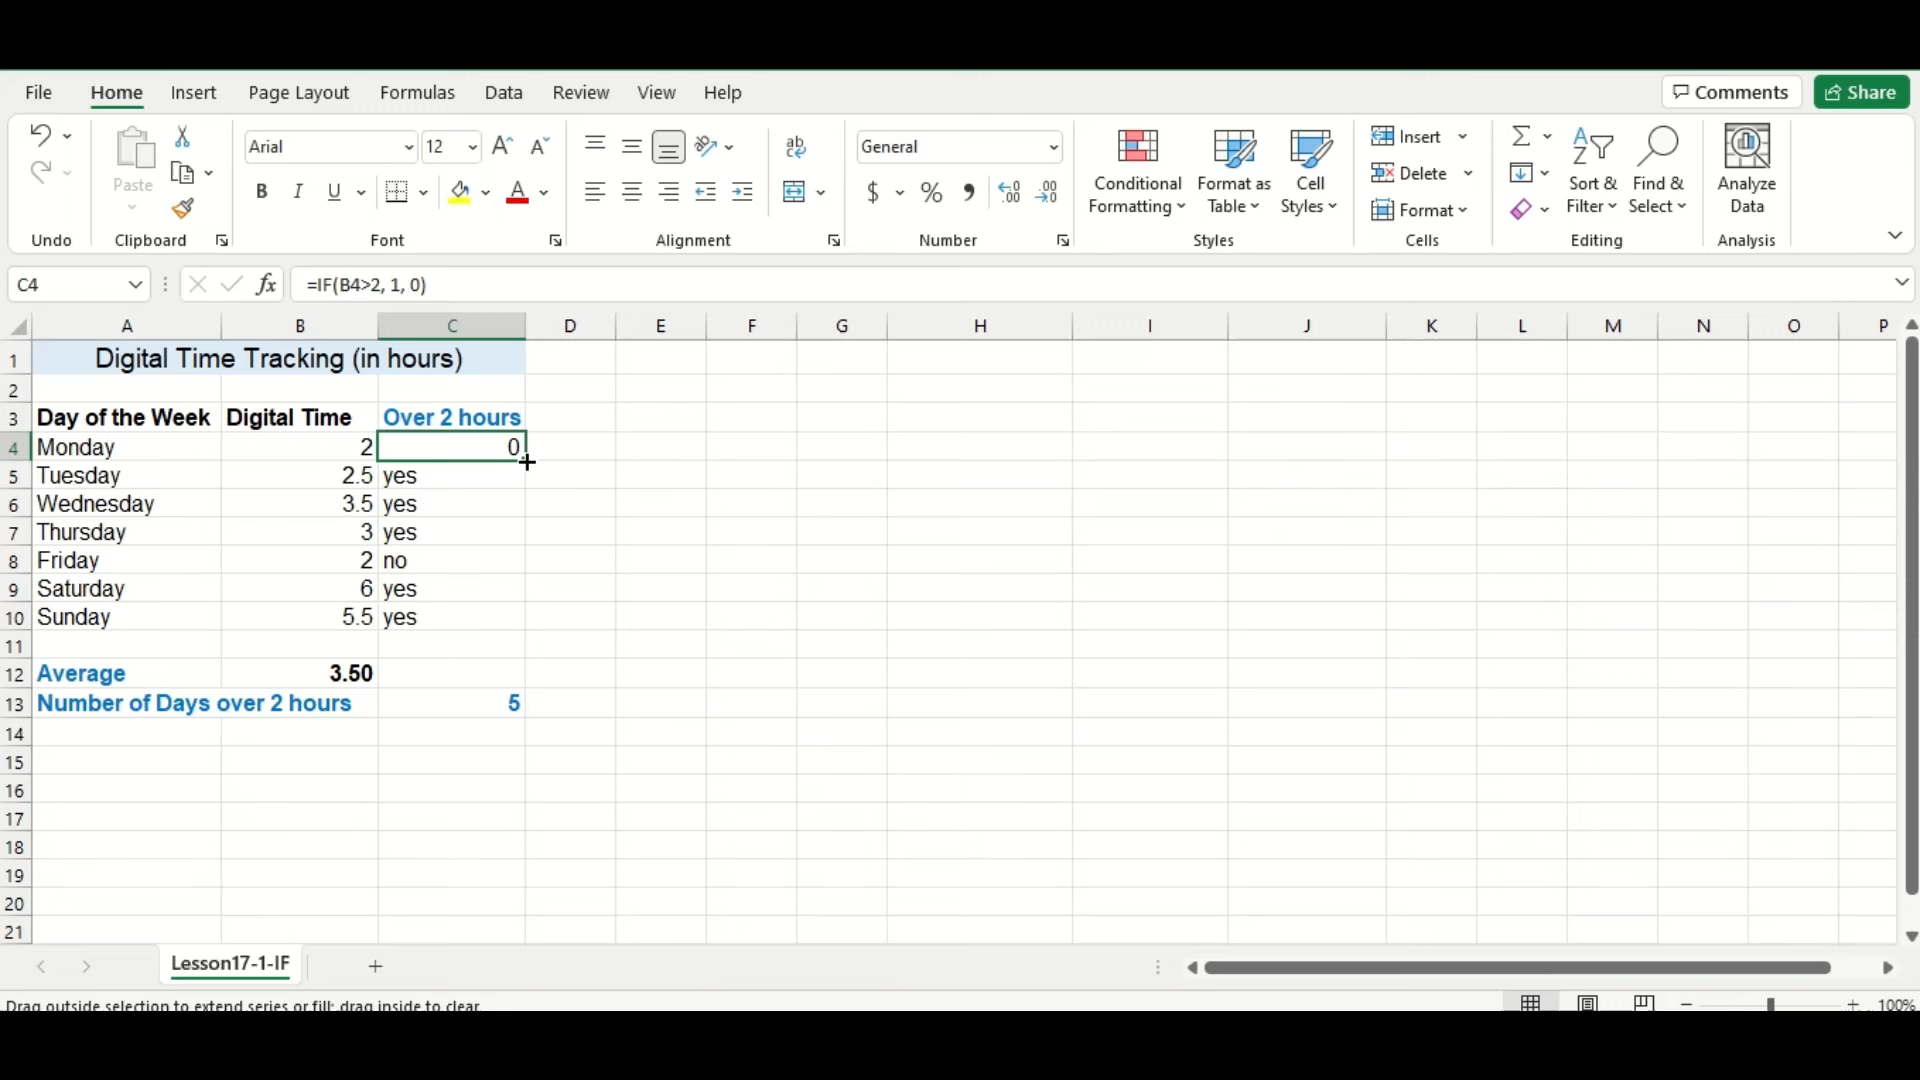 File Home Insert Page Layout Formulas Data Review View Help Comments Share
Paste Arial 12 General Conditional Formatting Format as Table Cell Styles Insert Delete Format Sort & Filter Find & Select Analyze Data
Undo Clipboard Font Alignment Number Styles Cells Editing Analysis
C4 fx =IF(B4>2, 1, 0)
A B C D E F G H I J K L M N O P
1 Digital Time Tracking (in hours)
2
3 Day of the Week Digital Time Over 2 hours
4 Monday 2 0
5 Tuesday 2.5 yes
6 Wednesday 3.5 yes
7 Thursday 3 yes
8 Friday 2 no
9 Saturday 6 yes
10 Sunday 5.5 yes
11
12 Average 3.50
13 Number of Days over 2 hours 5
14
15
16
17
18
19
20
21
Lesson17-1-IF
Drag outside selection to extend series or fill; drag inside to clear. 100%